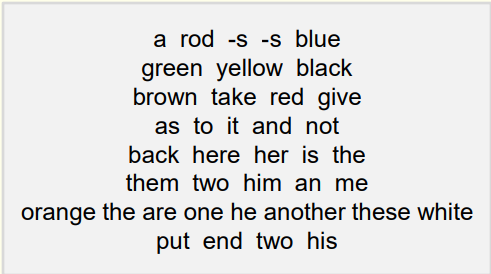 a rod -s -s blue
green yellow black
brown take red give
as to it and not
back here her is the
them two him an me
orange the are one he another these white
put end two his